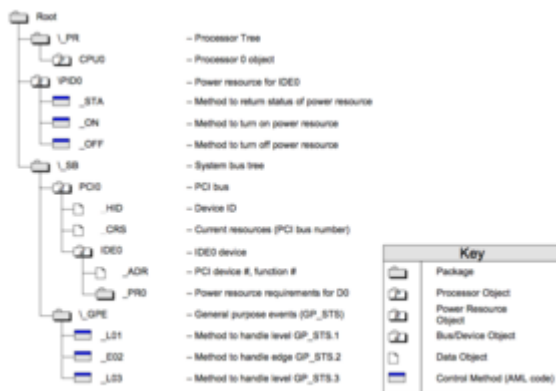 Root
\_PR – Processor Tree
CPU0 – Processor 0 object
\PID0 – Power resource for IDE0
_STA – Method to return status of power resource
_ON – Method to turn on power resource
_OFF – Method to turn off power resource
\_SB – System bus tree
PCI0 – PCI bus
_HID – Device ID
_CRS – Current resources (PCI bus number)
IDE0 – IDE0 device
_ADR – PCI device #, function #
_PR0 – Power resource requirements for D0
\_GPE – General purpose events (GP_STS)
_L01 – Method to handle level GP_STS.1
_E02 – Method to handle edge GP_STS.2
_L03 – Method to handle level GP_STS.3
Key
Package
Processor Object
Power Resource
Object
Bus/Device Object
Data Object
Control Method (AML code)